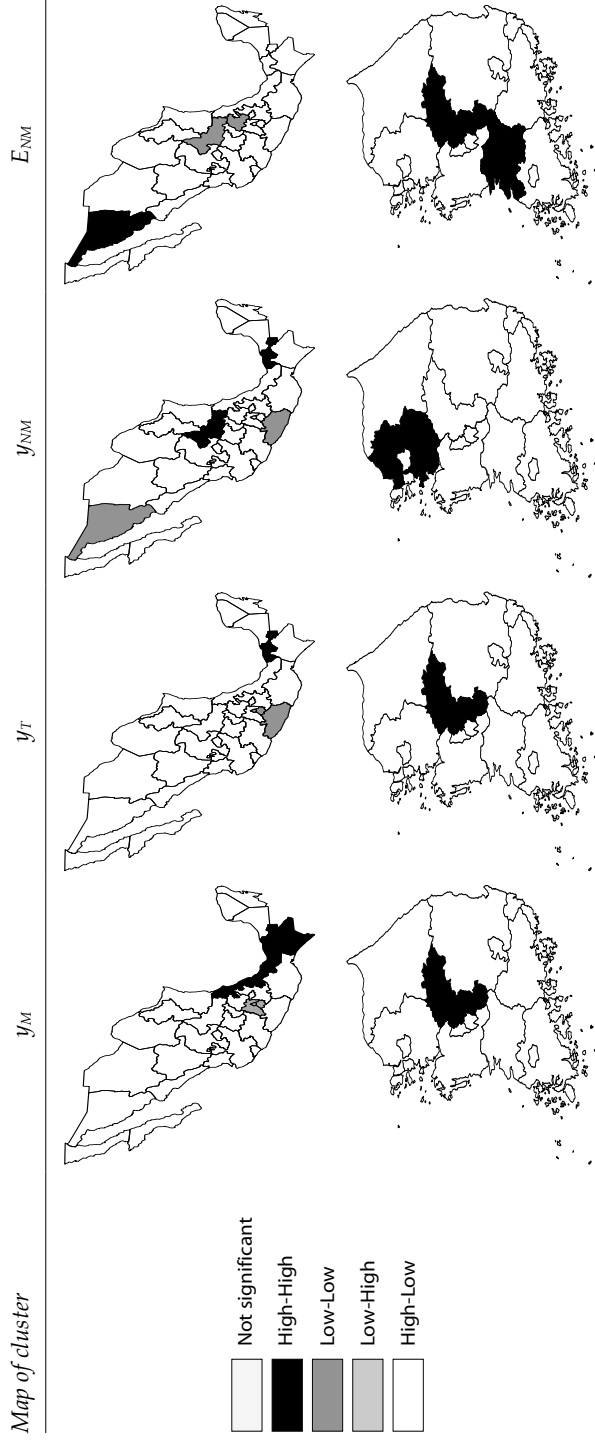 Map of cluster y_M y_T y_NM E_NM
Not significant
High-High
Low-Low
Low-High
High-Low